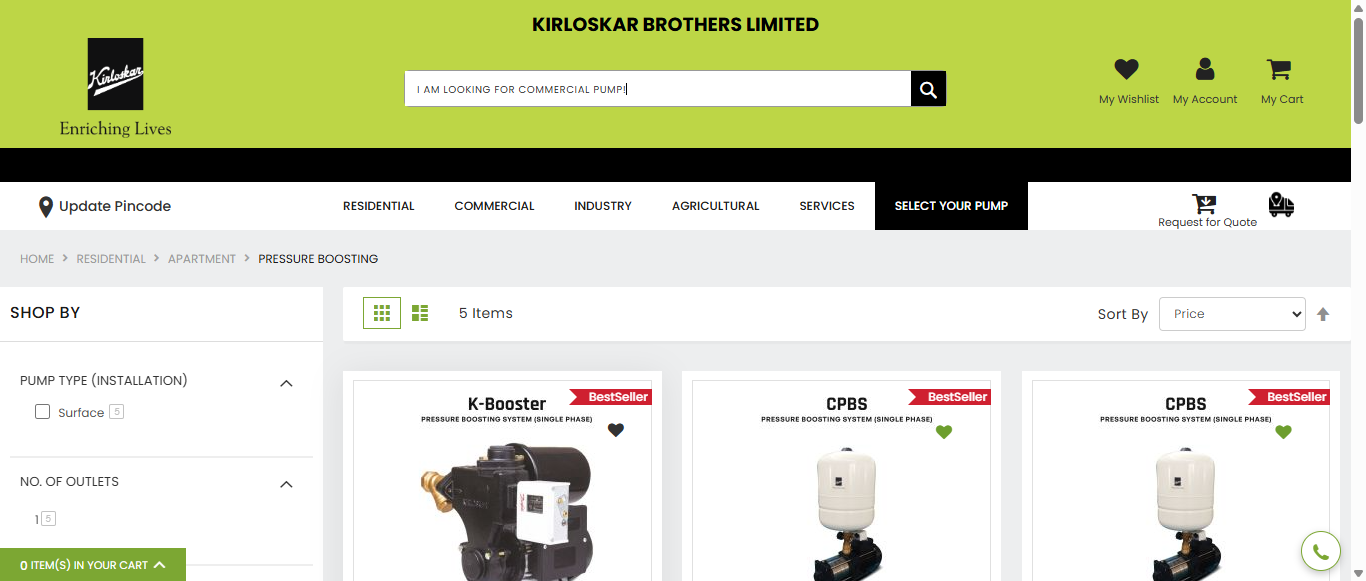 KIRLOSKAR BROTHERS LIMITED
Kirloskar
Enriching Lives
I AM LOOKING FOR COMMERCIAL PUMP!
My Wishlist
My Account
My Cart
Update Pincode
RESIDENTIAL
COMMERCIAL
INDUSTRY
AGRICULTURAL
SERVICES
SELECT YOUR PUMP
Request for Quote
HOME > RESIDENTIAL > APARTMENT > PRESSURE BOOSTING
SHOP BY
5 Items
Sort By
Price
PUMP TYPE (INSTALLATION)
Surface 5
NO. OF OUTLETS
1 5
0 ITEM(S) IN YOUR CART
BestSeller
K-Booster
PRESSURE BOOSTING SYSTEM (SINGLE PHASE)
BestSeller
CPBS
PRESSURE BOOSTING SYSTEM (SINGLE PHASE)
BestSeller
CPBS
PRESSURE BOOSTING SYSTEM (SINGLE PHASE)